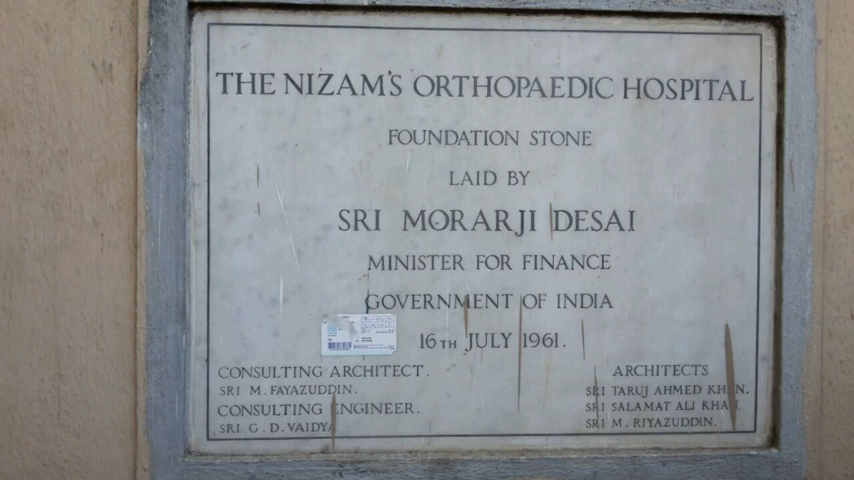 THE NIZAM'S ORTHOPAEDIC HOSPITAL
FOUNDATION STONE
LAID BY
SRI MORARJI DESAI
MINISTER FOR FINANCE
GOVERNMENT OF INDIA
16TH JULY 1961.
CONSULTING ARCHITECT.
SRI M. FAYAZUDDIN.
CONSULTING ENGINEER.
SRI G. D. VAIDYA
ARCHITECTS
SRI TARUJ AHMED KHAN.
SRI SALAMAT ALI KHAN.
SRI M. RIYAZUDDIN.